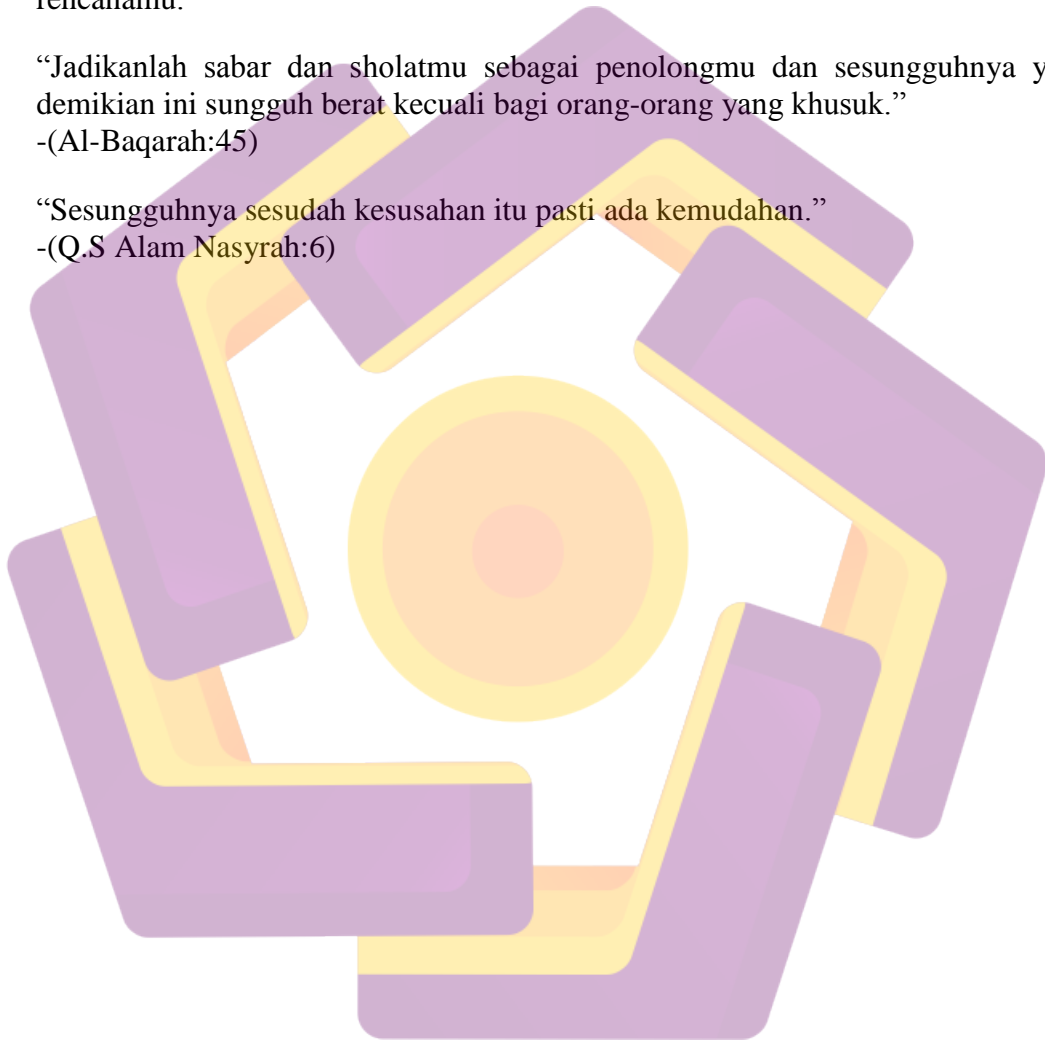 rencanamu.
“Jadikanlah sabar dan sholatmu sebagai penolongmu dan sesungguhnya
demikian ini sungguh berat kecuali bagi orang-orang yang khusuk.”
-(Al-Baqarah:45)
“Sesungguhnya sesudah kesusahan itu pasti ada kemudahan.”
-(Q.S Alam Nasyrah:6)